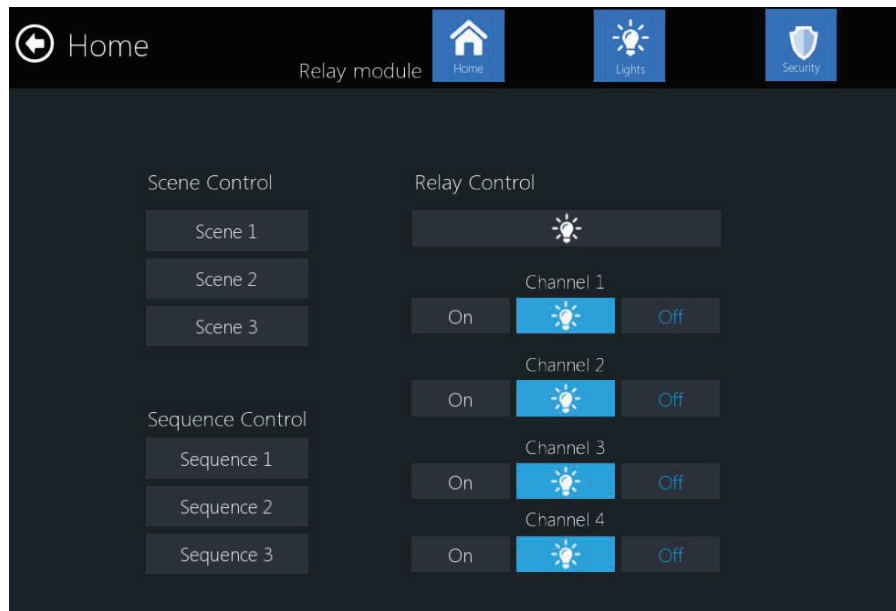 Home
Relay module
Home
Lights
Security
Scene Control
Scene 1
Scene 2
Scene 3
Sequence Control
Sequence 1
Sequence 2
Sequence 3
Relay Control
Channel 1
On Off
Channel 2
On Off
Channel 3
On Off
Channel 4
On Off